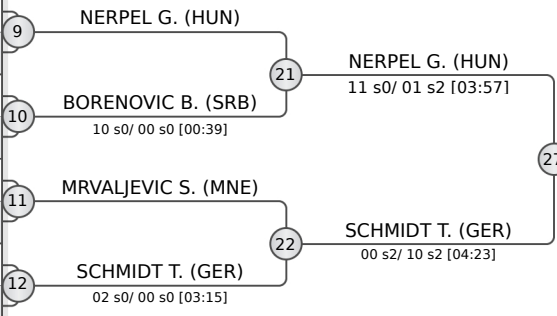 NERPEL G. (HUN)
9
21
NERPEL G. (HUN)
11 s0/ 01 s2 [03:57]
BORENOVIC B. (SRB)
10
10 s0/ 00 s0 [00:39]
27
MRVALJEVIC S. (MNE)
11
22
SCHMIDT T. (GER)
00 s2/ 10 s2 [04:23]
SCHMIDT T. (GER)
12
02 s0/ 00 s0 [03:15]